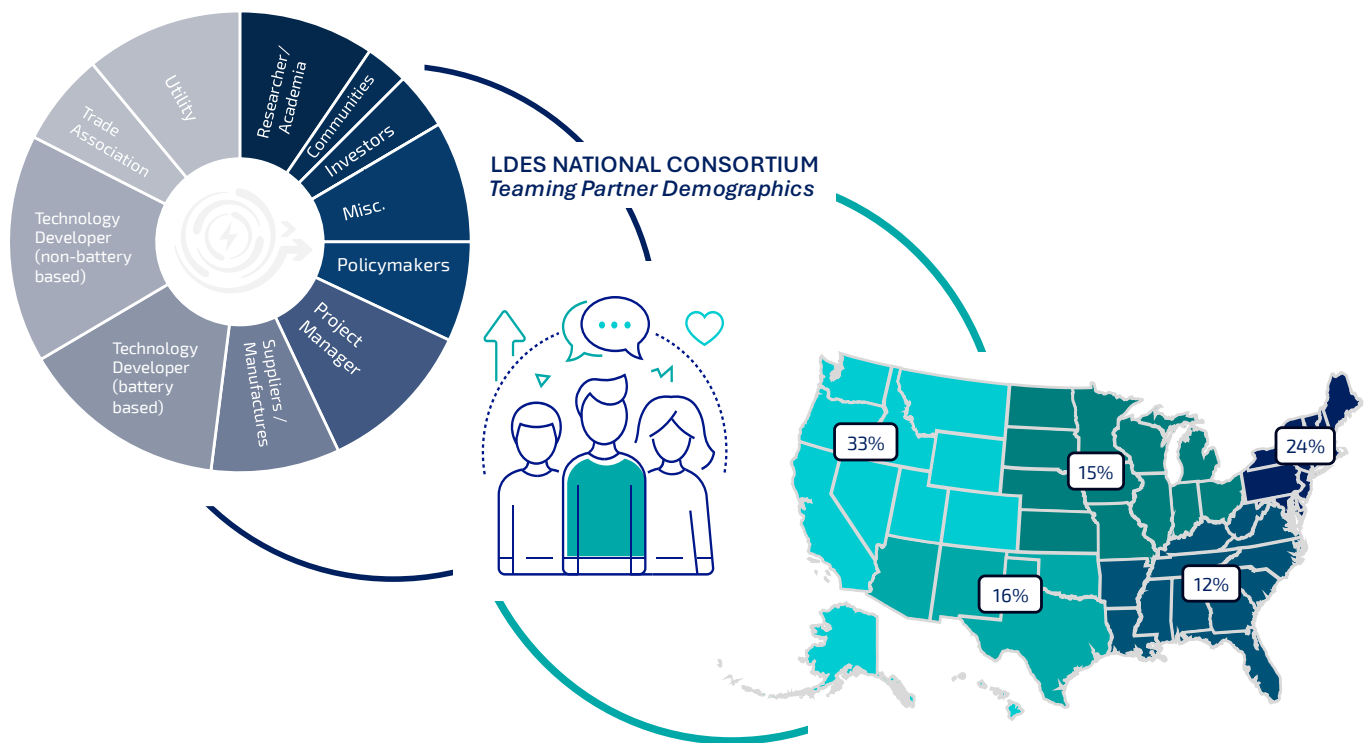 Utility
Researcher/
Academia
Communities
Investors
Misc.
Policymakers
Project
Manager
Suppliers /
Manufactures
Technology
Developer
(battery
based)
Technology
Developer
(non-battery
based)
Trade
Association
LDES NATIONAL CONSORTIUM
Teaming Partner Demographics
33%
15%
24%
16%
12%